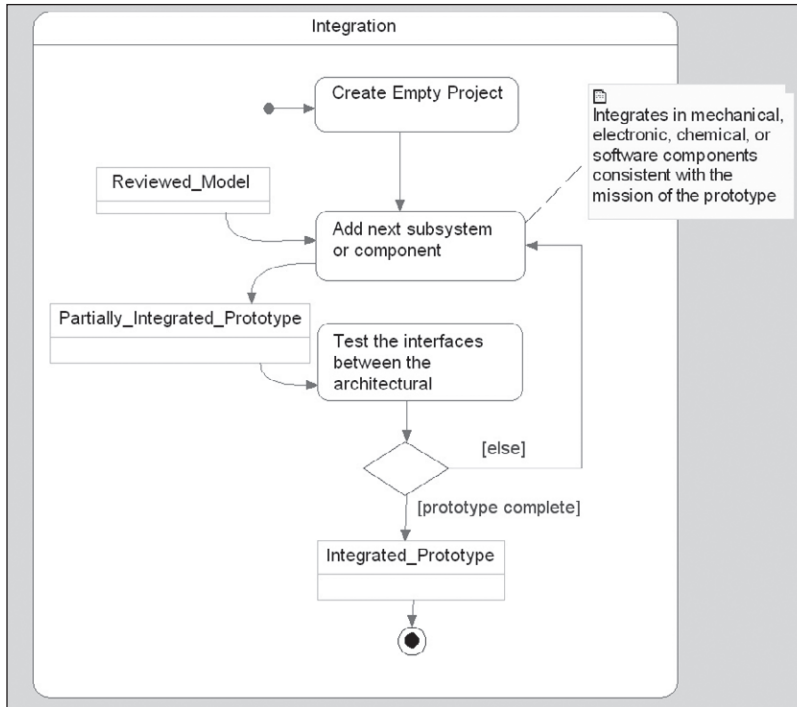 Integration
Create Empty Project
Integrates in mechanical,
electronic, chemical, or
software components
consistent with the
mission of the prototype
Reviewed_Model
Add next subsystem
or component
Partially_Integrated_Prototype
Test the interfaces
between the
architectural
[else]
[prototype complete]
Integrated_Prototype